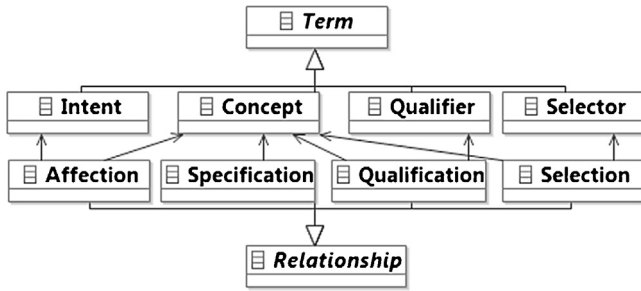 Term
Intent Concept Qualifier Selector
Affection Specification Qualification Selection
Relationship